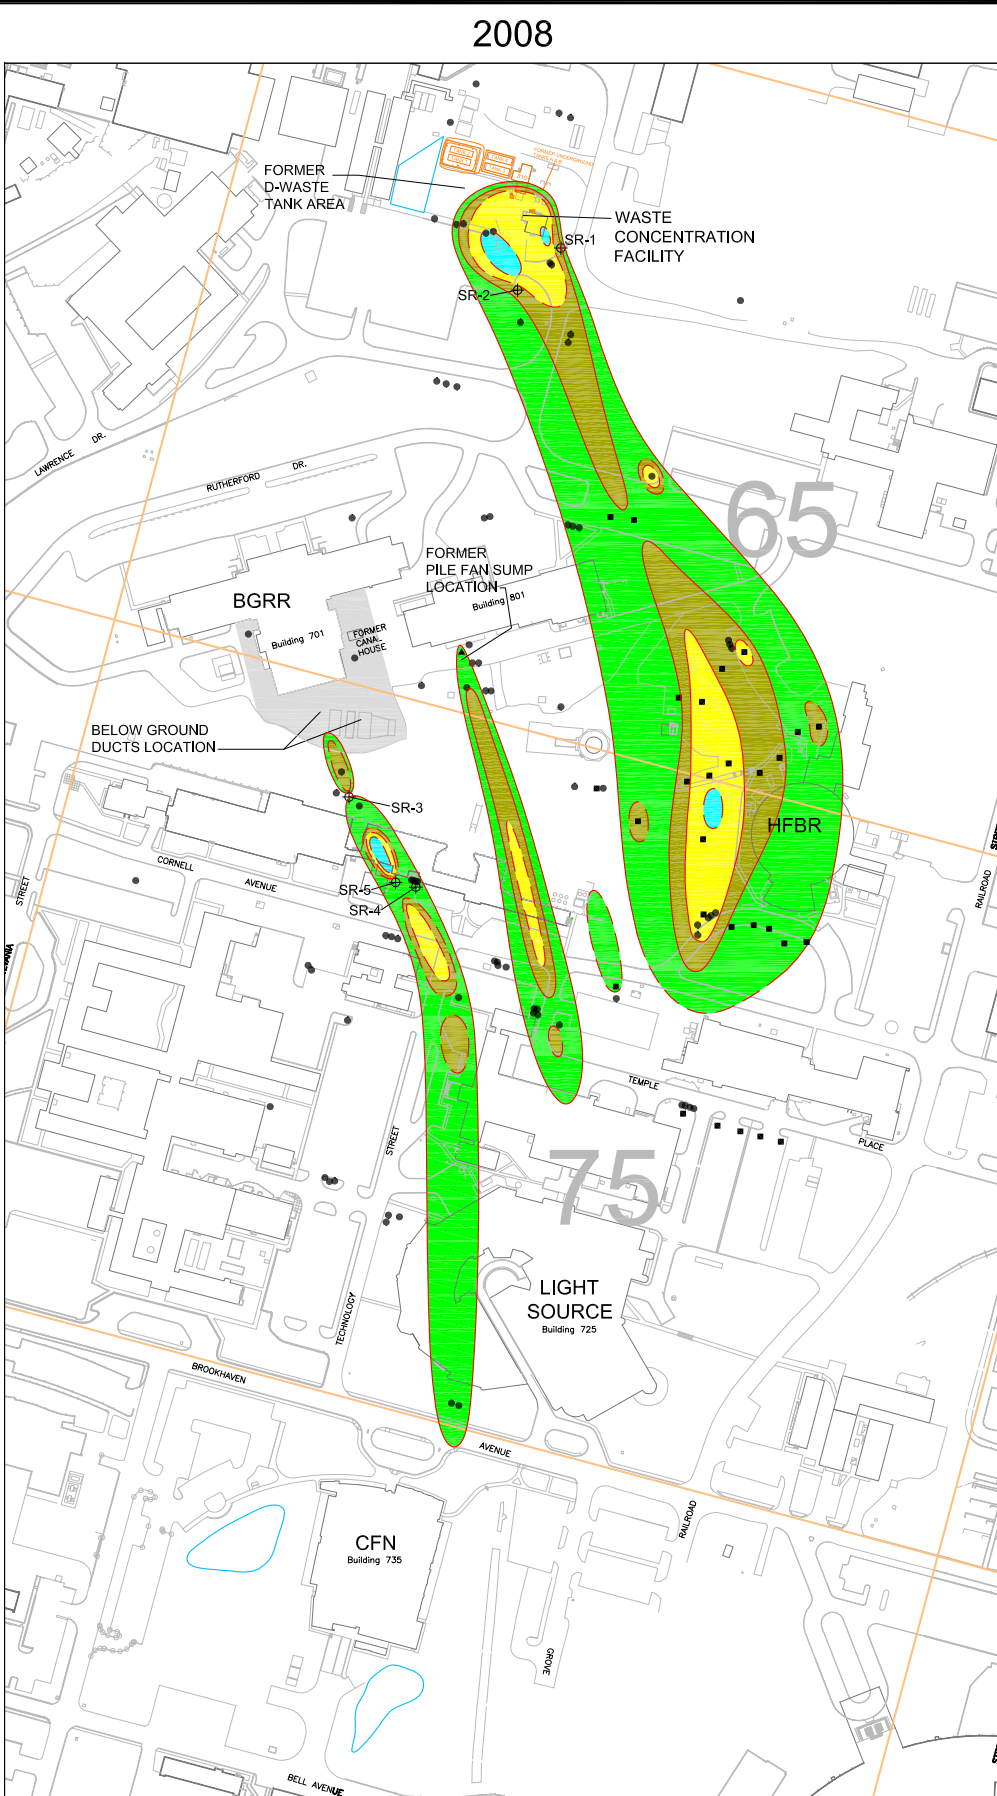 2008
FORMER
D-WASTE
TANK AREA
FORMER UNDERGROUND
WASTE
CONCENTRATION
FACILITY
SR-1
SR-2
LAWRENCE DR.
RUTHERFORD DR.
65
FORMER
PILE FAN SUMP
LOCATION
Building 801
BGRR
Building 701
FORMER
CANAL
HOUSE
BELOW GROUND
DUCTS LOCATION
SR-3
HFBR
CORNELL AVENUE
SR-5
SR-4
STREET
RAILROAD
TEMPLE PLACE
STREET
75
LIGHT
SOURCE
Building 725
TECHNOLOGY
BROOKHAVEN AVENUE
RAILROAD
CFN
Building 735
GROVE
BELL AVENUE